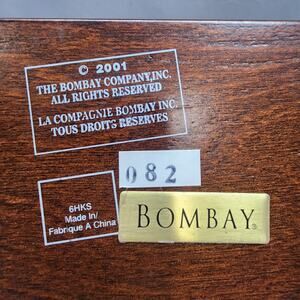 © 2001
THE BOMBAY COMPANY,INC.
ALL RIGHTS RESERVED
LA COMPAGNIE BOMBAY INC.
TOUS DROITS RESERVES
082
6HKS
Made In/
Fabrique A China
BOMBAY®